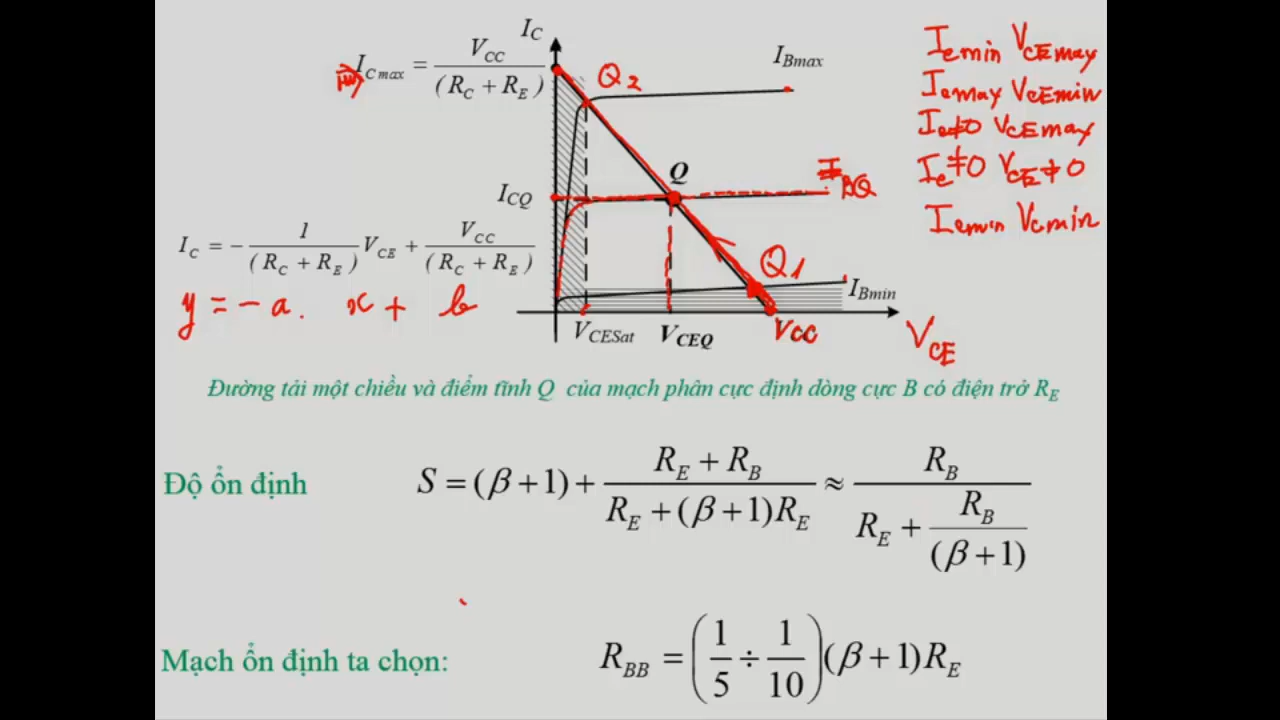 I_C
I_Cmax = V_CC / (R_C + R_E)
Q2
I_Bmax
I_Cmin V_CEmax
I_Cmax V_CEmin
I_C≠0 V_CEmax
I_C≠0 V_CE≠0
I_Cmin V_Cmin
Q
I_BQ
I_CQ
I_C = - 1 / (R_C + R_E) V_CE + V_CC / (R_C + R_E)
Q1
I_Bmin
y = -a. x + b
V_CESat V_CEQ VCC V_CE
Đường tải một chiều và điểm tĩnh Q của mạch phân cực định dòng cực B có điện trở R_E
Độ ổn định S = (β + 1) + (R_E + R_B) / (R_E + (β + 1)R_E) ≈ R_B / (R_E + R_B / (β + 1))
Mạch ổn định ta chọn: R_BB = (1/5 ÷ 1/10)(β + 1)R_E